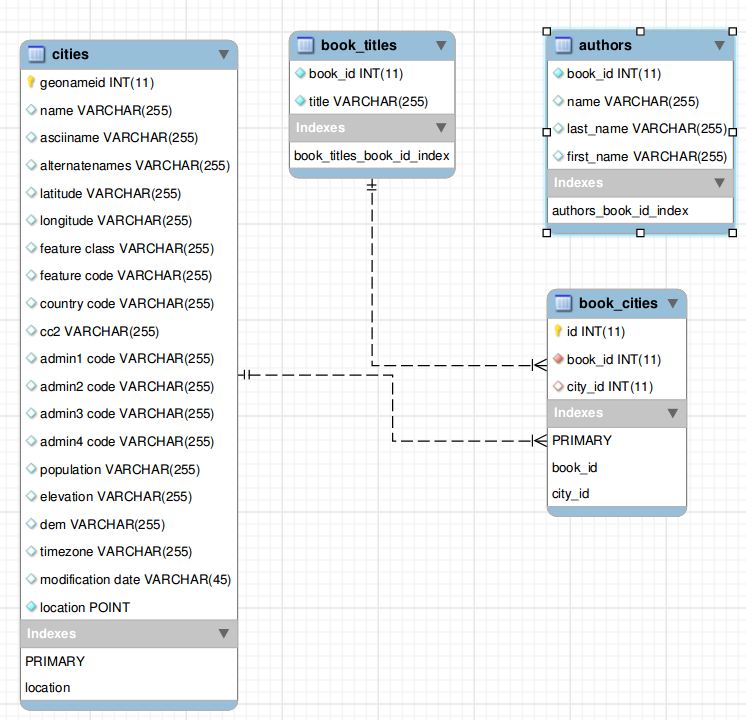 cities
geonameid INT(11)
name VARCHAR(255)
asciiname VARCHAR(255)
alternatenames VARCHAR(255)
latitude VARCHAR(255)
longitude VARCHAR(255)
feature class VARCHAR(255)
feature code VARCHAR(255)
country code VARCHAR(255)
cc2 VARCHAR(255)
admin1 code VARCHAR(255)
admin2 code VARCHAR(255)
admin3 code VARCHAR(255)
admin4 code VARCHAR(255)
population VARCHAR(255)
elevation VARCHAR(255)
dem VARCHAR(255)
timezone VARCHAR(255)
modification date VARCHAR(45)
location POINT
Indexes
PRIMARY
location
book_titles
book_id INT(11)
title VARCHAR(255)
Indexes
book_titles_book_id_index
authors
book_id INT(11)
name VARCHAR(255)
last_name VARCHAR(255)
first_name VARCHAR(255)
Indexes
authors_book_id_index
book_cities
id INT(11)
book_id INT(11)
city_id INT(11)
Indexes
PRIMARY
book_id
city_id